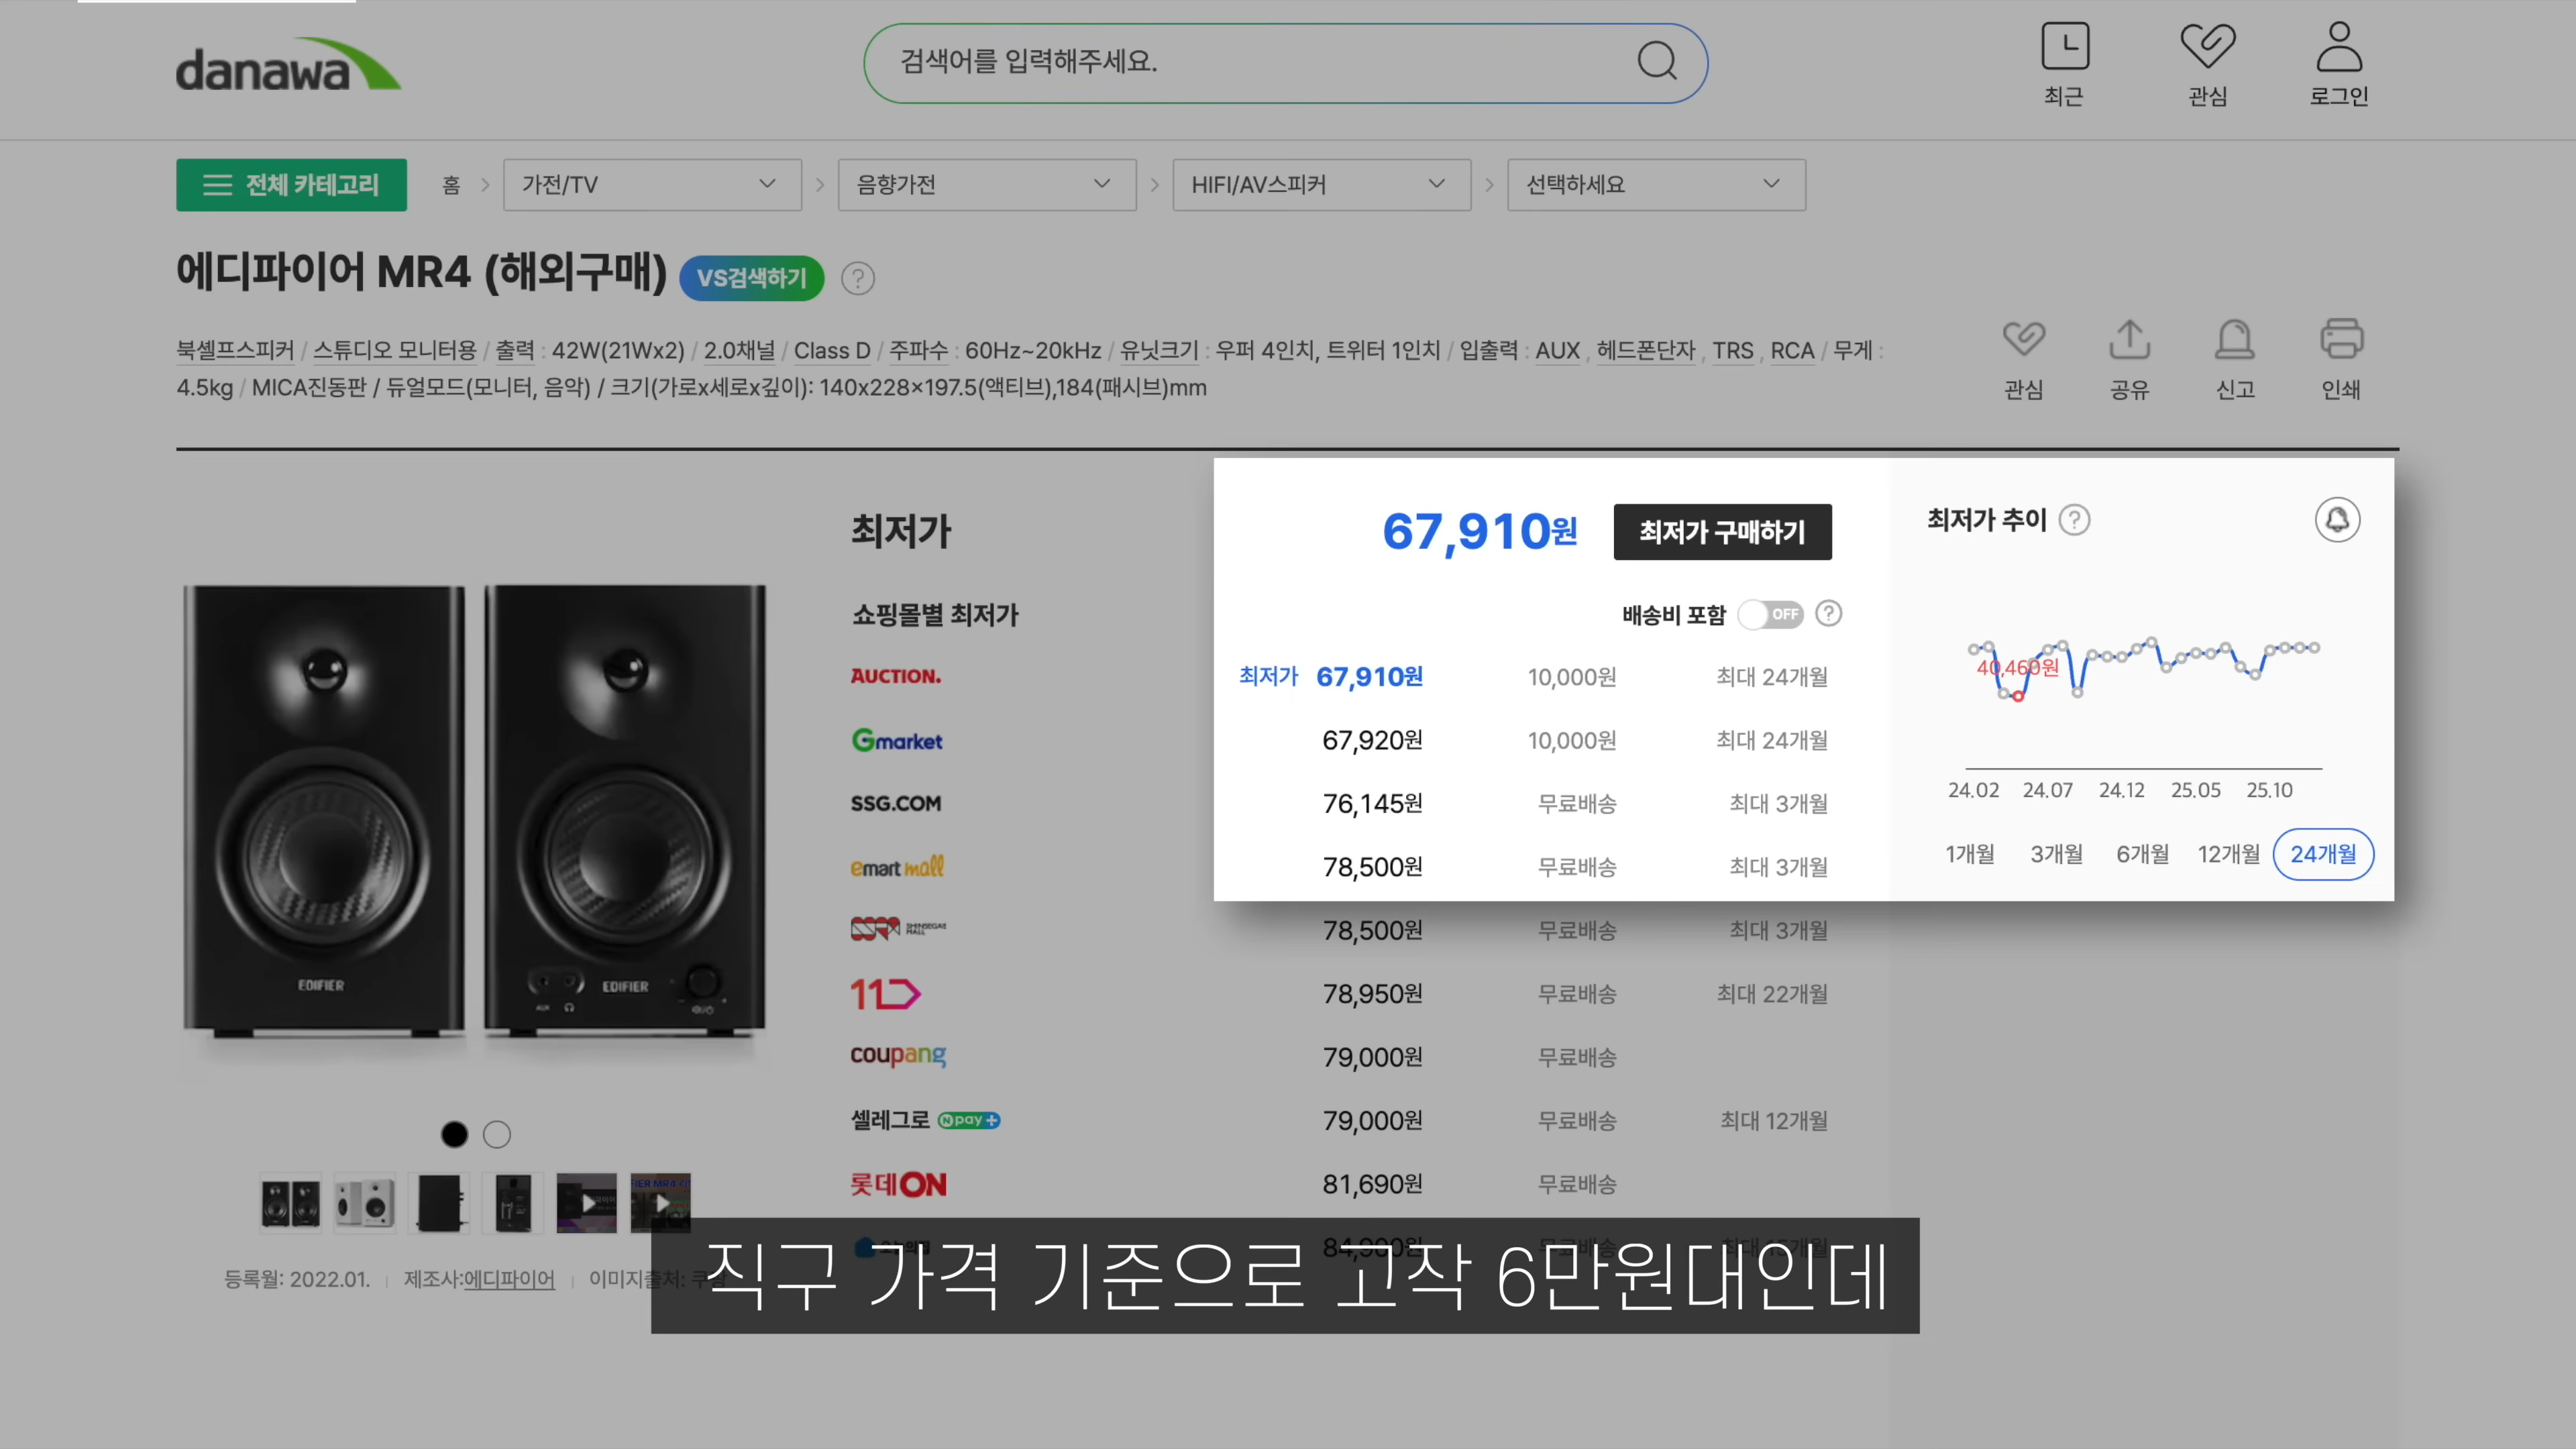 danawa
검색어를 입력해주세요.
최근
관심
로그인
전체 카테고리
홈
가전/TV
음향가전
HIFI/AV스피커
선택하세요
에디파이어 MR4 (해외구매)
VS검색하기
?
북셸프스피커 / 스튜디오 모니터용 / 출력 : 42W(21Wx2) / 2.0채널 / Class D / 주파수 : 60Hz~20kHz / 유닛크기 : 우퍼 4인치, 트위터 1인치 / 입출력 : AUX , 헤드폰단자 , TRS , RCA / 무게 :
4.5kg / MICA진동판 / 듀얼모드(모니터, 음악) / 크기(가로x세로x깊이): 140x228×197.5(액티브),184(패시브)mm
관심
공유
신고
인쇄
EDIFIER
EDIFIER
AUX
등록월: 2022.01.
제조사:에디파이어
이미지출처:
최저가
67,910원
최저가 구매하기
쇼핑몰별 최저가
배송비 포함
OFF
?
AUCTION. 최저가 67,910원 10,000원 최대 24개월
Gmarket 67,920원 10,000원 최대 24개월
SSG.COM 76,145원 무료배송 최대 3개월
emart mall 78,500원 무료배송 최대 3개월
SHINSEGAE MALL 78,500원 무료배송 최대 3개월
11 78,950원 무료배송 최대 22개월
coupang 79,000원 무료배송
셀레그로 N pay + 79,000원 무료배송 최대 12개월
롯데ON 81,690원 무료배송
84,900원
최저가 추이
?
40,460원
24.02 24.07 24.12 25.05 25.10
1개월 3개월 6개월 12개월 24개월
직구 가격 기준으로 고작 6만원대인데